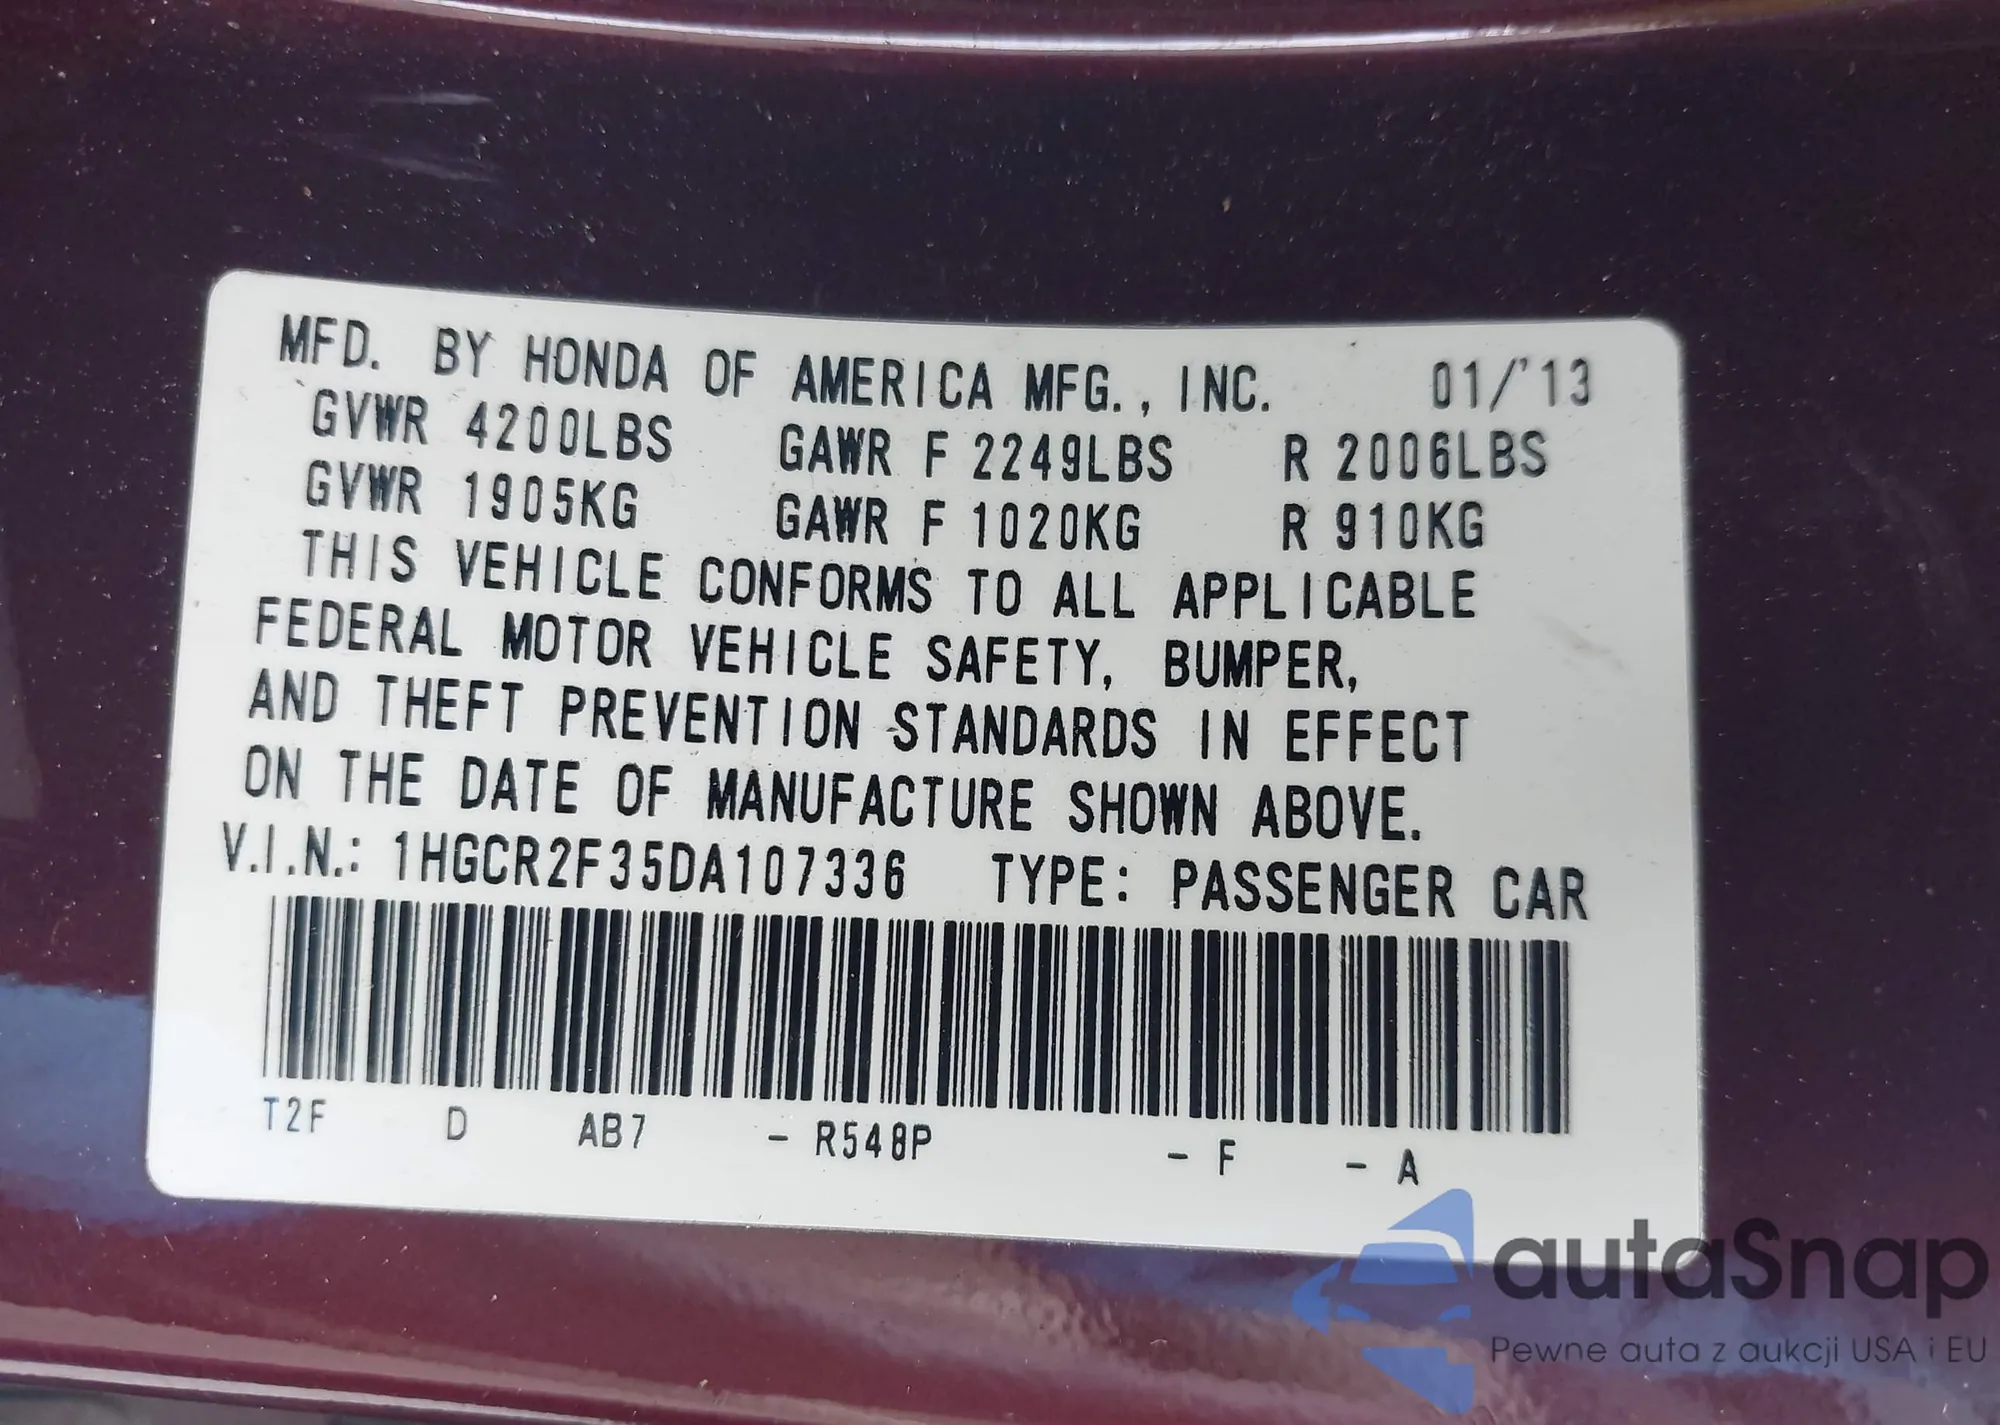 MFD. BY HONDA OF AMERICA MFG., INC. 01/'13
GVWR 4200LBS GAWR F 2249LBS R 2006LBS
GVWR 1905KG GAWR F 1020KG R 910KG
THIS VEHICLE CONFORMS TO ALL APPLICABLE
FEDERAL MOTOR VEHICLE SAFETY, BUMPER,
AND THEFT PREVENTION STANDARDS IN EFFECT
ON THE DATE OF MANUFACTURE SHOWN ABOVE.
V.I.N.: 1HGCR2F35DA107336 TYPE: PASSENGER CAR
T2F D AB7 - R548P - F - A
autaSnap
Pewne auta z aukcji USA i EU